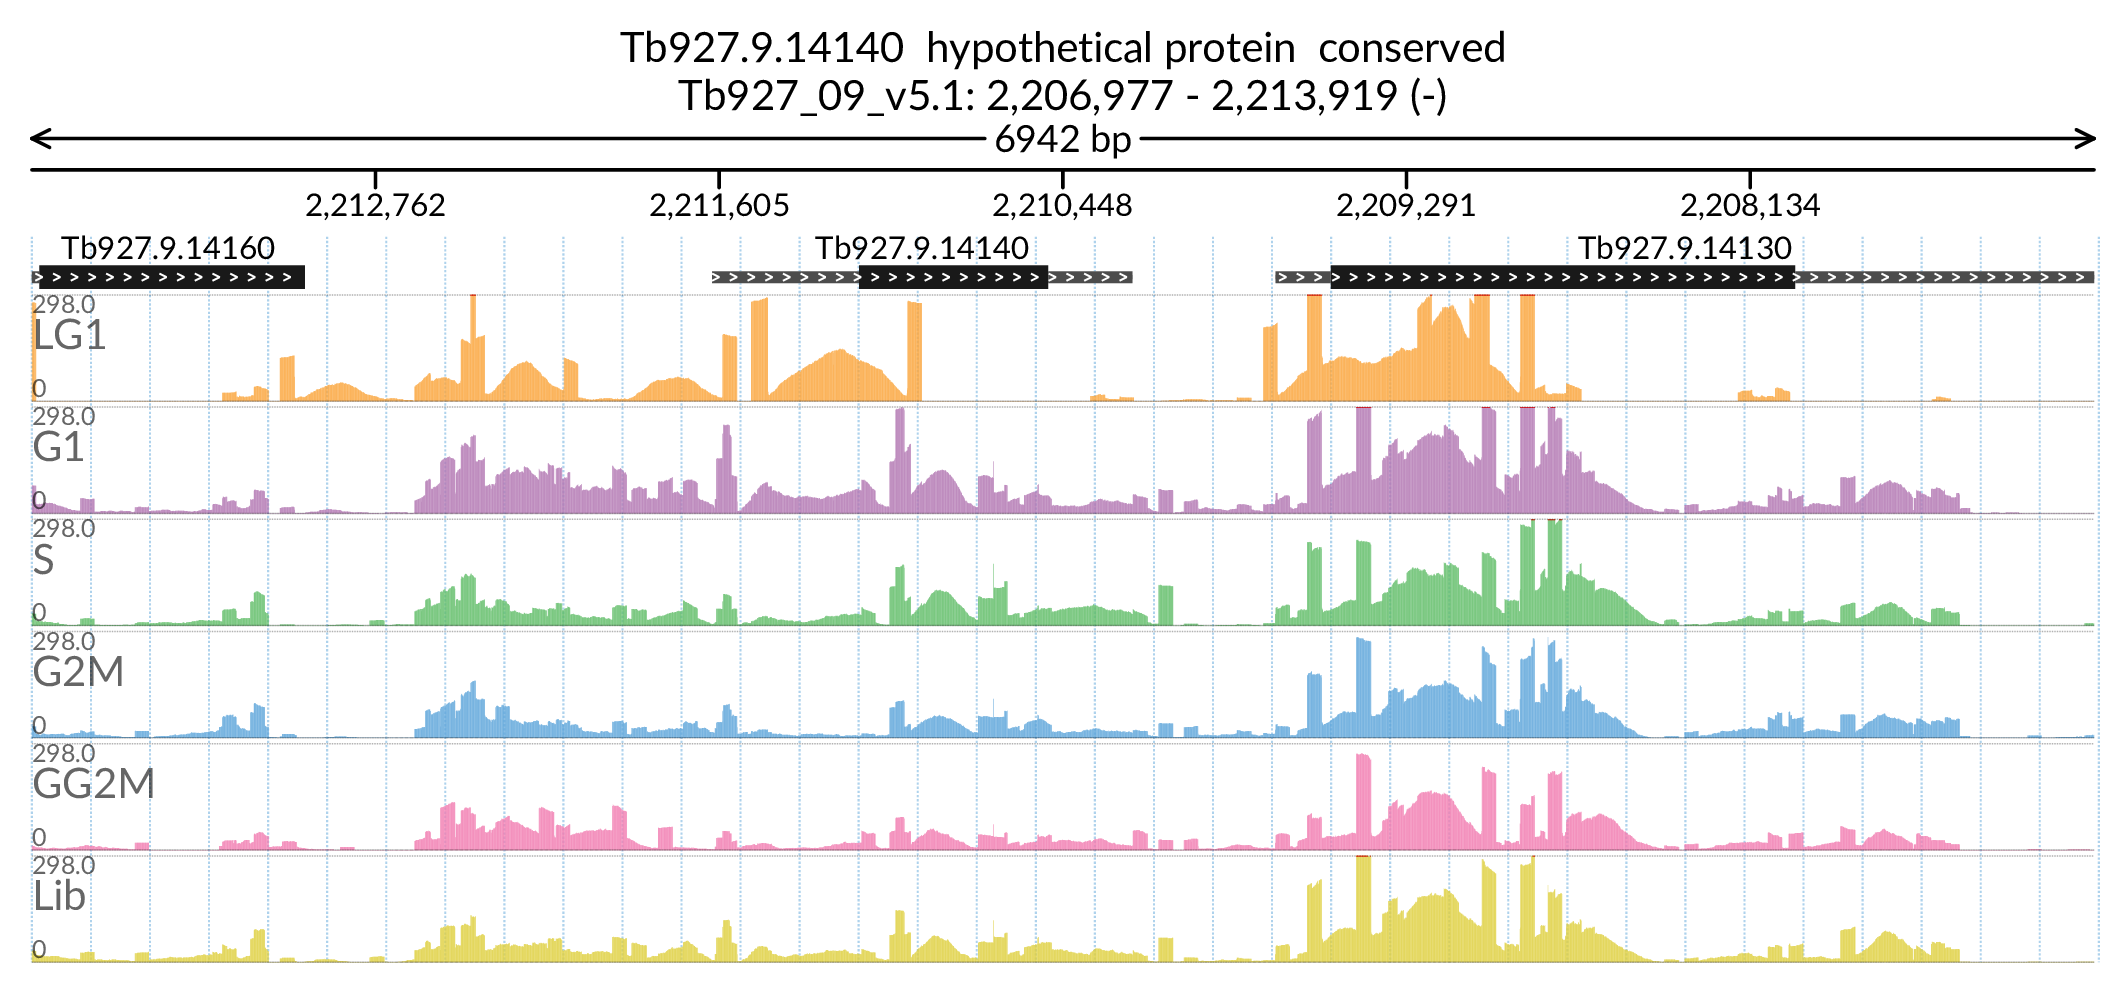 Tb927.9.14140 hypothetical protein conserved
Tb927_09_v5.1: 2,206,977 - 2,213,919 (-)
6942 bp
2,212,762 2,211,605 2,210,448 2,209,291 2,208,134
Tb927.9.14160 Tb927.9.14140 Tb927.9.14130
298.0
LG1
0
298.0
G1
0
298.0
S
0
298.0
G2M
0
298.0
GG2M
0
298.0
Lib
0